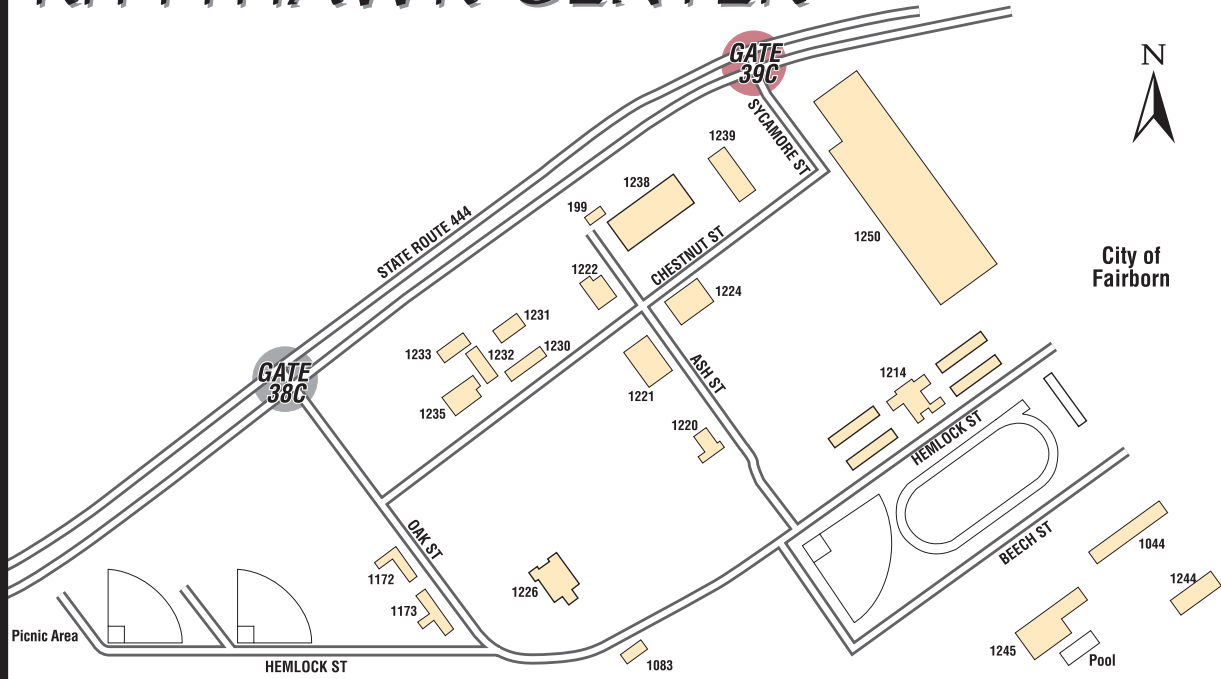 KITTYHAWK CENTER
GATE
39C
N
SYCAMORE ST
1239
1238
199
STATE ROUTE 444
CHESTNUT ST
1250
City of
Fairborn
1222
1224
1231
1233
1232
1230
GATE
38C
1235
1221
ASH ST
1214
1220
HEMLOCK ST
OAK ST
BEECH ST
1044
1172
1226
1244
1173
Picnic Area
HEMLOCK ST
1083
1245
Pool